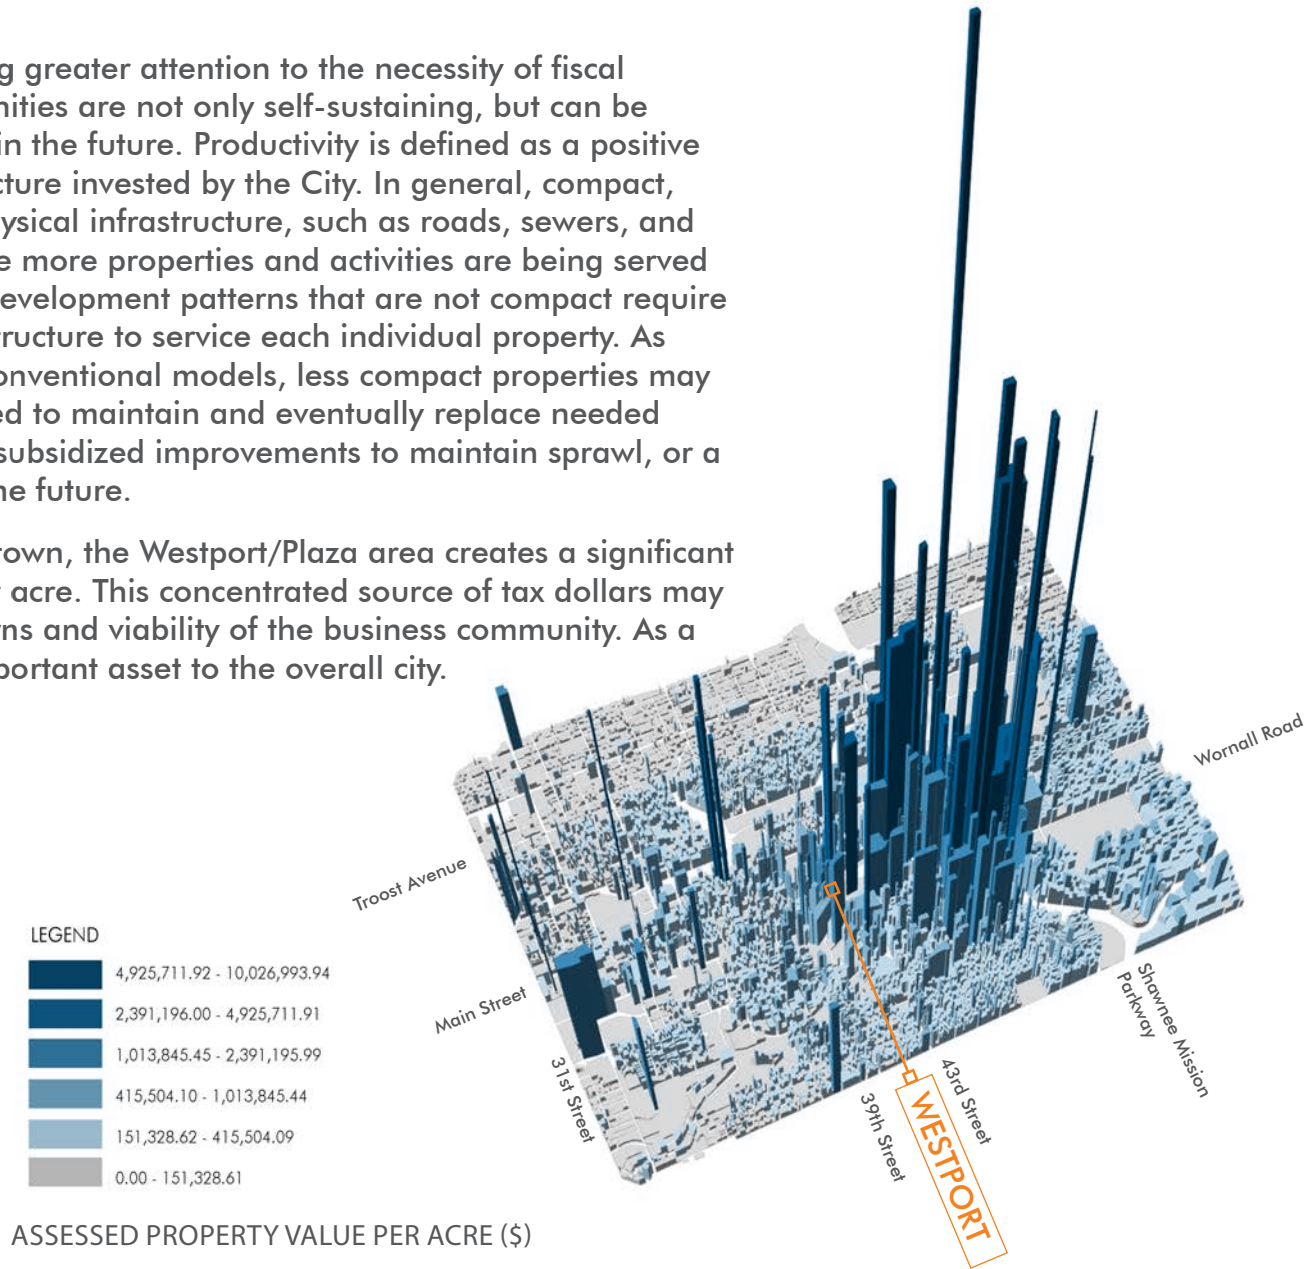 g greater attention to the necessity of fiscal
nities are not only self-sustaining, but can be
in the future. Productivity is defined as a positive
cture invested by the City. In general, compact,
ysical infrastructure, such as roads, sewers, and
e more properties and activities are being served
development patterns that are not compact require
tructure to service each individual property. As
onventional models, less compact properties may
ed to maintain and eventually replace needed
subsidized improvements to maintain sprawl, or a
he future.
town, the Westport/Plaza area creates a significant
r acre. This concentrated source of tax dollars may
rns and viability of the business community. As a
portant asset to the overall city.
Wornall Road
Troost Avenue
Main Street
31st Street
39th Street
43rd Street
WESTPORT
Shawnee Mission
Parkway
LEGEND
4,925,711.92 - 10,026,993.94
2,391,196.00 - 4,925,711.91
1,013,845.45 - 2,391,195.99
415,504.10 - 1,013,845.44
151,328.62 - 415,504.09
0.00 - 151,328.61
ASSESSED PROPERTY VALUE PER ACRE ($)